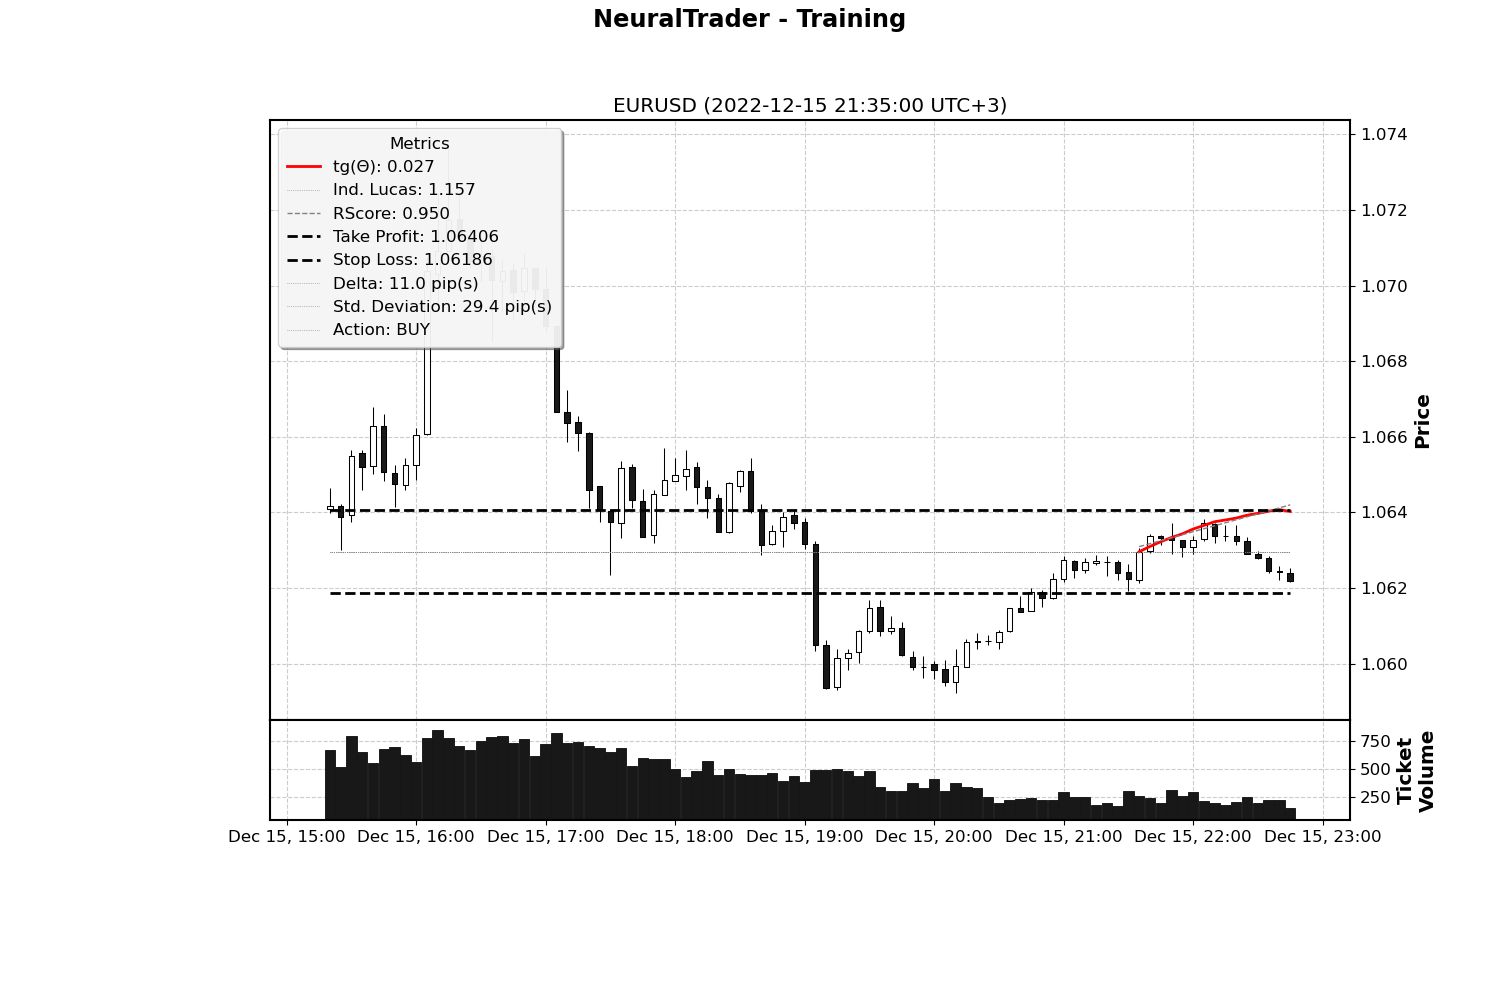 NeuralTrader - Training
EURUSD (2022-12-15 21:35:00 UTC+3)
Metrics
tg(Θ): 0.027
Ind. Lucas: 1.157
RScore: 0.950
Take Profit: 1.06406
Stop Loss: 1.06186
Delta: 11.0 pip(s)
Std. Deviation: 29.4 pip(s)
Action: BUY
1.074
1.072
1.070
1.068
1.066
1.064
1.062
1.060
Price
750
500
250
Ticket
Volume
Dec 15, 15:00
Dec 15, 16:00
Dec 15, 17:00
Dec 15, 18:00
Dec 15, 19:00
Dec 15, 20:00
Dec 15, 21:00
Dec 15, 22:00
Dec 15, 23:00